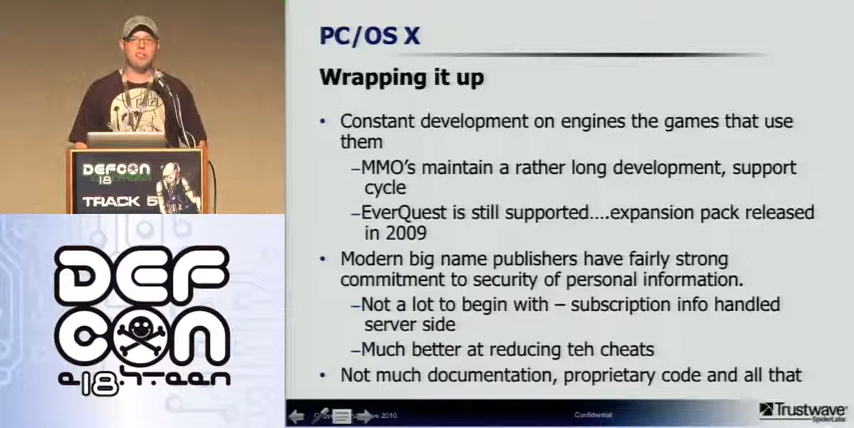 PC/OS X
Wrapping it up
• Constant development on engines the games that use
them
–MMO's maintain a rather long development, support
cycle
–EverQuest is still supported....expansion pack released
in 2009
• Modern big name publishers have fairly strong
commitment to security of personal information.
–Not a lot to begin with – subscription info handled
server side
–Much better at reducing teh cheats
• Not much documentation, proprietary code and all that
2010
Confidential
Trustwave
SpiderLabs
DEFCON
18
TRACK 5
DEF
CON
e18hteen